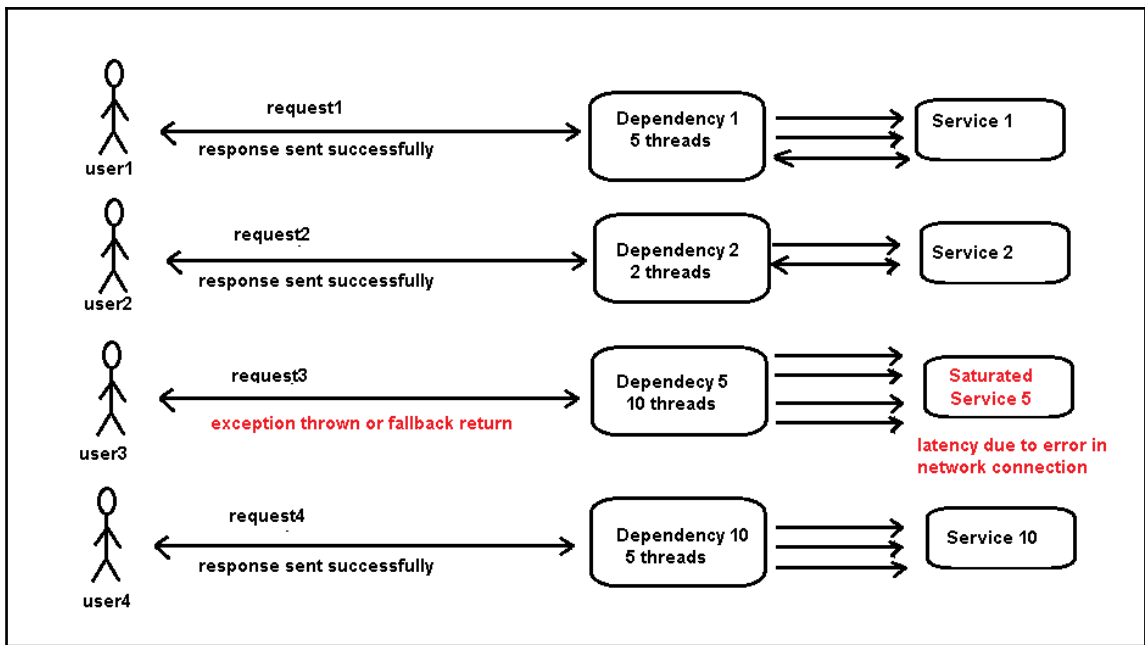 request1
response sent successfully
user1
Dependency 1
5 threads
Service 1
request2
response sent successfully
user2
Dependency 2
2 threads
Service 2
request3
exception thrown or fallback return
user3
Dependecy 5
10 threads
Saturated
Service 5
latency due to error in
network connection
request4
response sent successfully
user4
Dependency 10
5 threads
Service 10